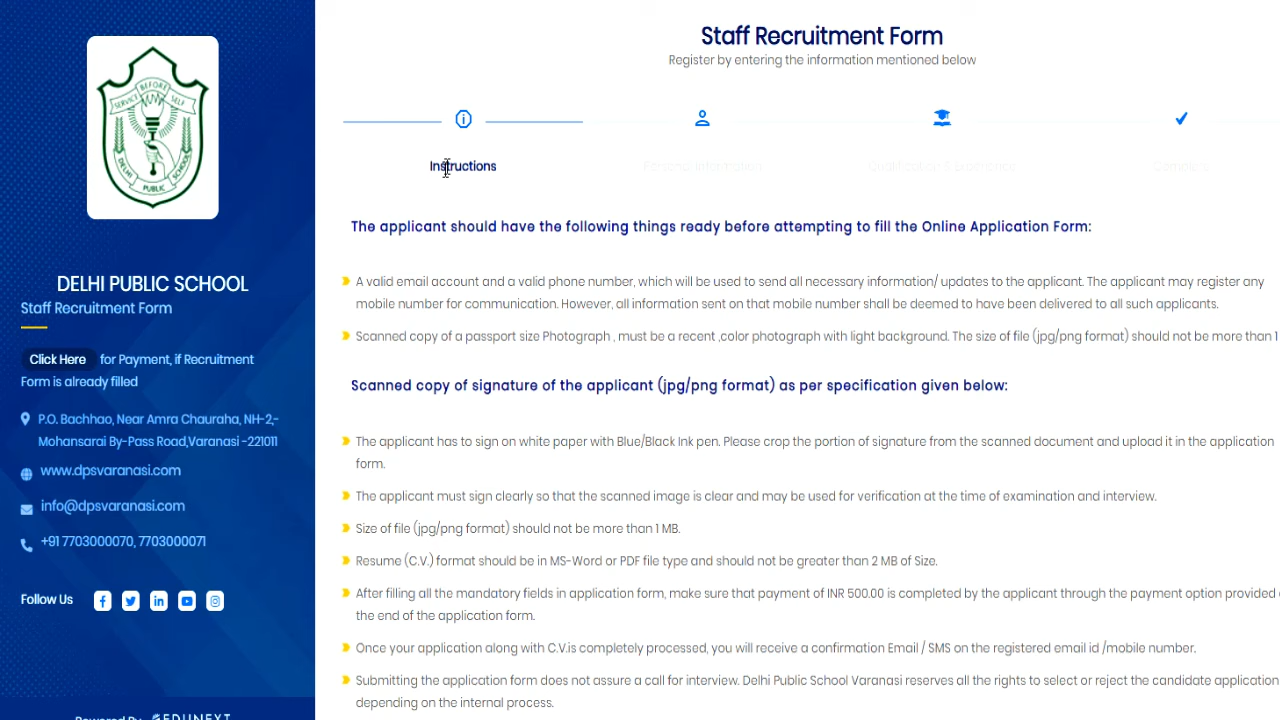 SERVICE BEFORE SELF
DELHI PUBLIC SCHOOL
DELHI PUBLIC SCHOOL
Staff Recruitment Form
Click Here for Payment, if Recruitment
Form is already filled
P.O. Bachhao, Near Amra Chauraha, NH-2,-
Mohansarai By-Pass Road,Varanasi -221011
www.dpsvaranasi.com
info@dpsvaranasi.com
+91 7703000070, 7703000071
Follow Us
Powered By EDUNEXT
Staff Recruitment Form
Register by entering the information mentioned below
Instructions
Personal Information
Qualification & Experience
Complete
The applicant should have the following things ready before attempting to fill the Online Application Form:
A valid email account and a valid phone number, which will be used to send all necessary information/ updates to the applicant. The applicant may register any
mobile number for communication. However, all information sent on that mobile number shall be deemed to have been delivered to all such applicants.
Scanned copy of a passport size Photograph , must be a recent ,color photograph with light background. The size of file (jpg/png format) should not be more than 1
Scanned copy of signature of the applicant (jpg/png format) as per specification given below:
The applicant has to sign on white paper with Blue/Black Ink pen. Please crop the portion of signature from the scanned document and upload it in the application
form.
The applicant must sign clearly so that the scanned image is clear and may be used for verification at the time of examination and interview.
Size of file (jpg/png format) should not be more than 1 MB.
Resume (C.V.) format should be in MS-Word or PDF file type and should not be greater than 2 MB of Size.
After filling all the mandatory fields in application form, make sure that payment of INR 500.00 is completed by the applicant through the payment option provided
the end of the application form.
Once your application along with C.V.is completely processed, you will receive a confirmation Email / SMS on the registered email id /mobile number.
Submitting the application form does not assure a call for interview. Delhi Public School Varanasi reserves all the rights to select or reject the candidate application
depending on the internal process.